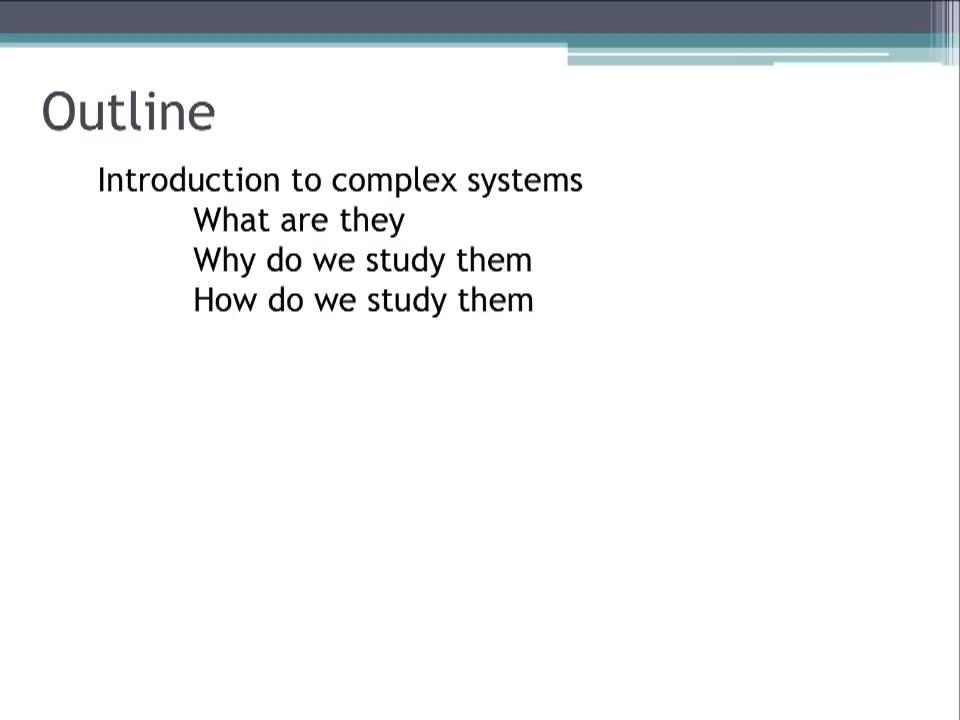 Outline
Introduction to complex systems
What are they
Why do we study them
How do we study them